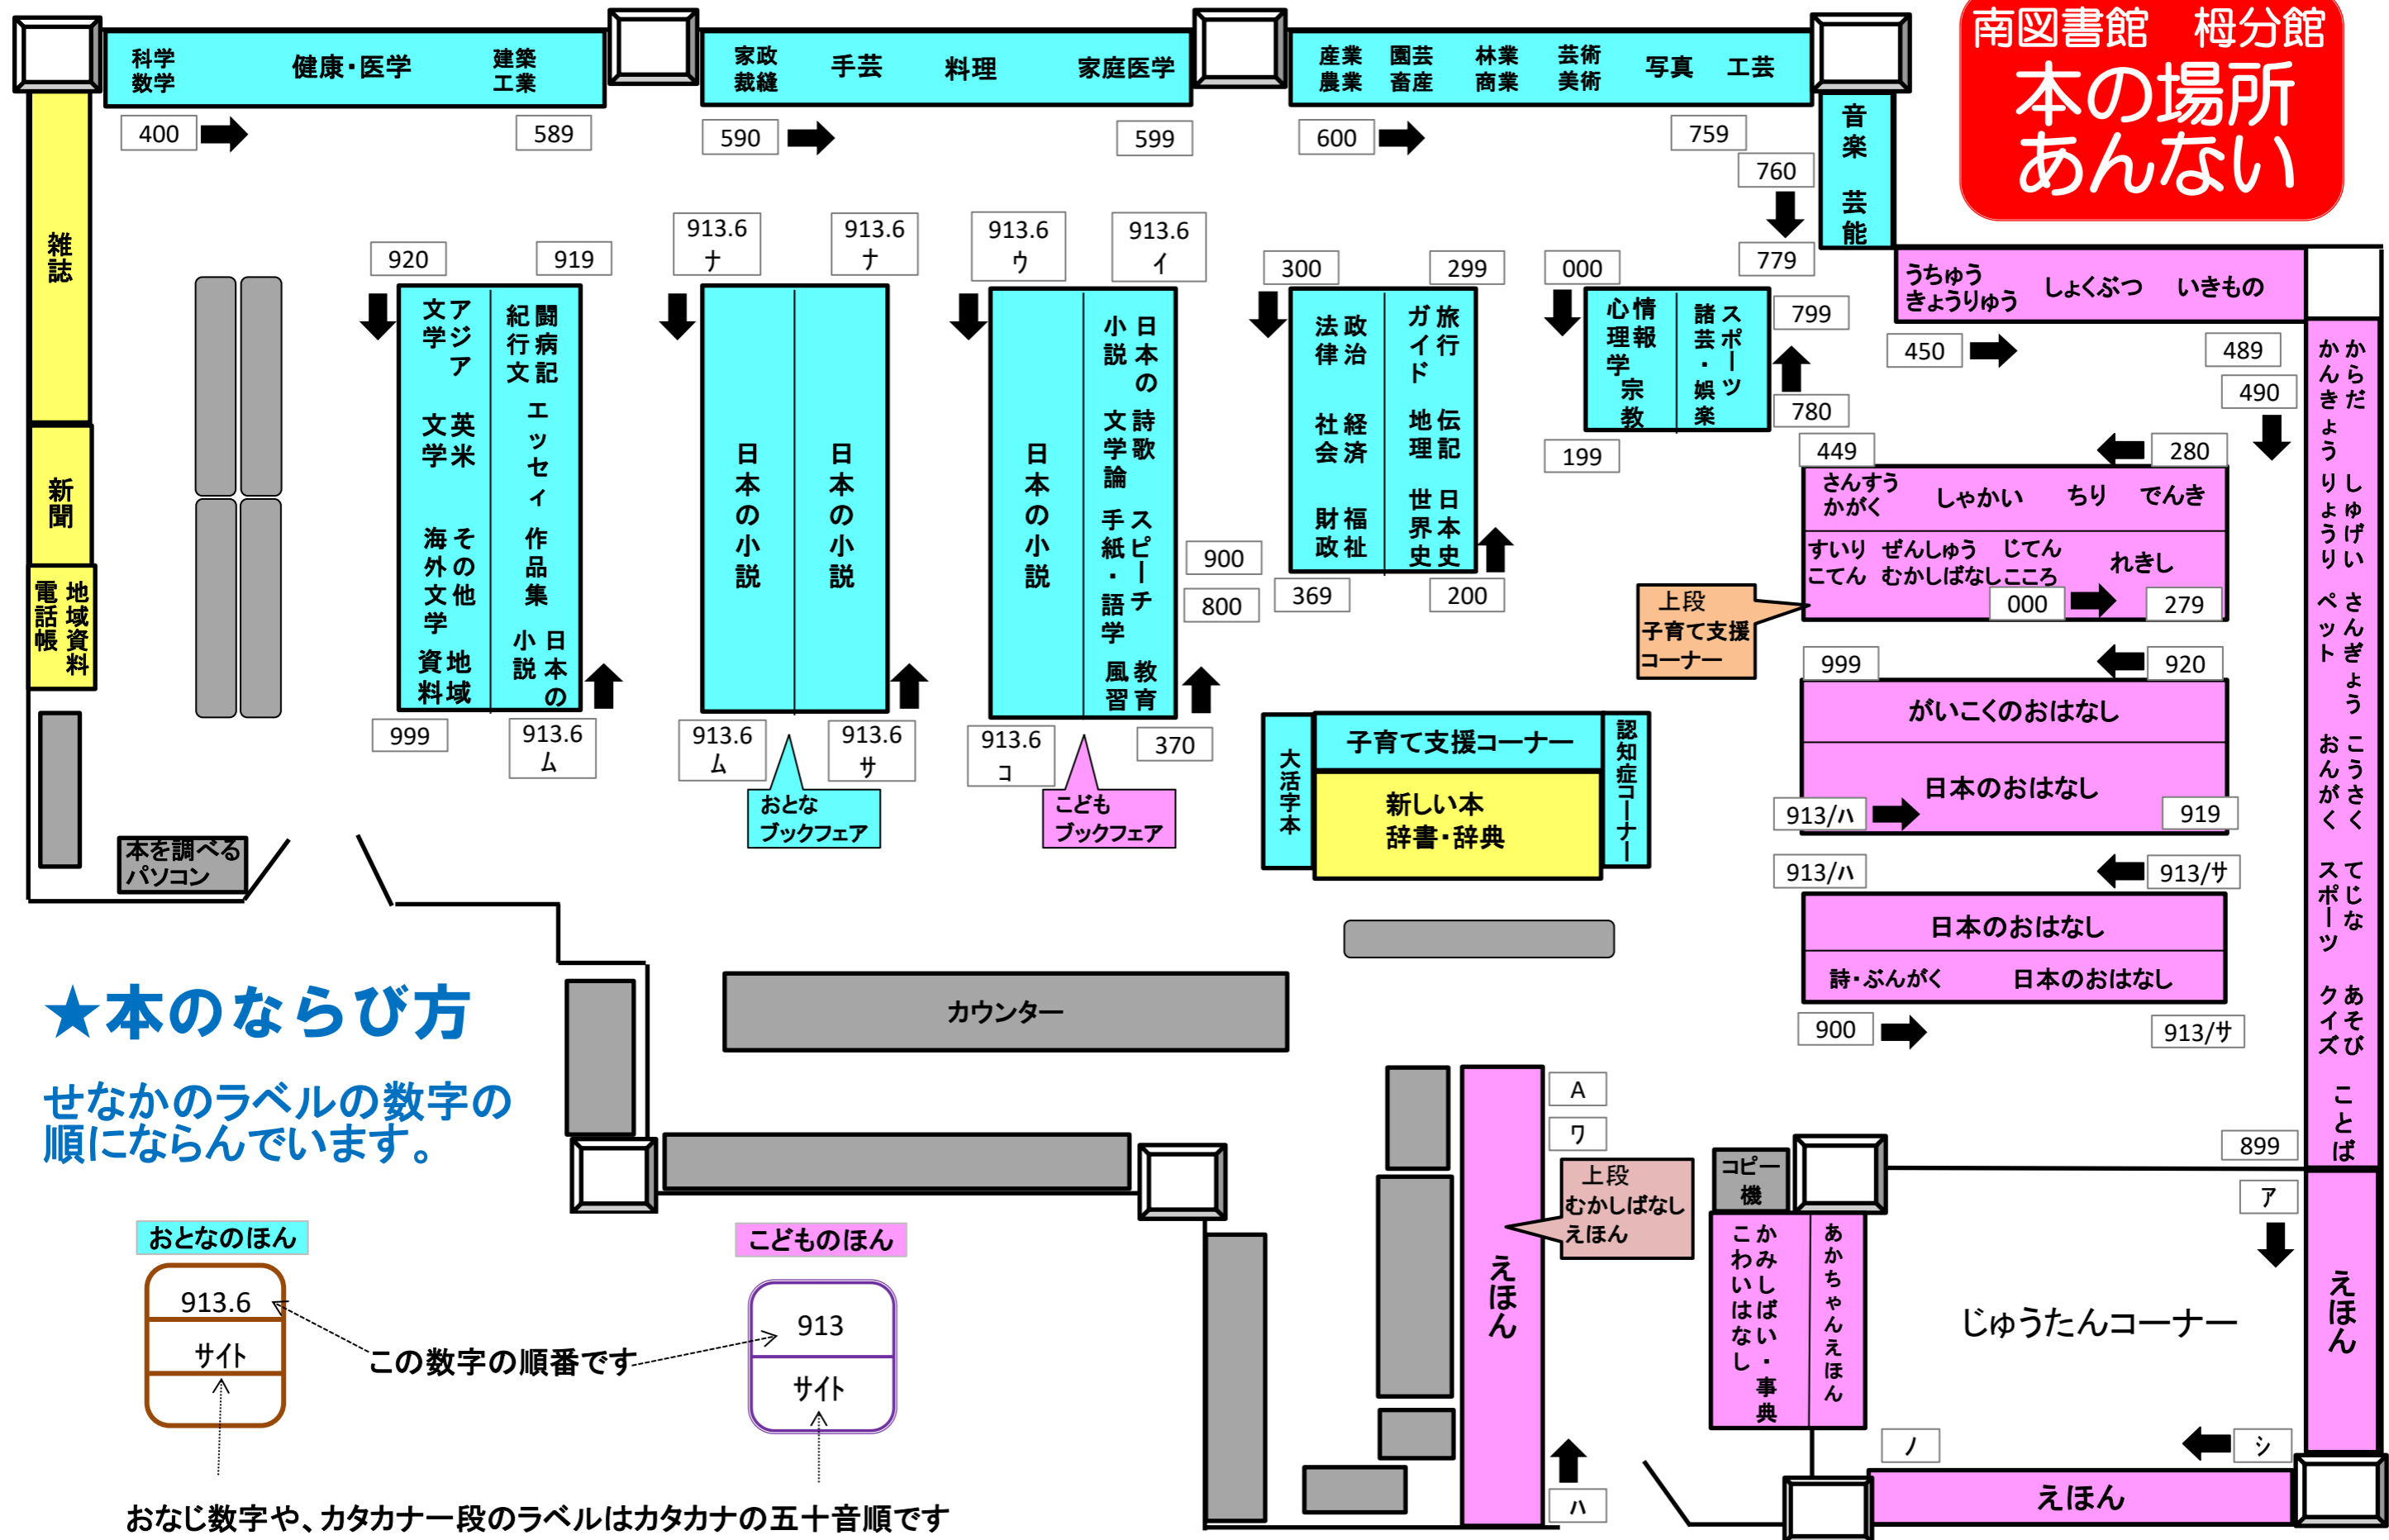 南図書館 栂分館
本の場所
あんない
科学
数学
健康・医学
建築
工業
家政
裁縫
手芸
料理
家庭医学
産業
農業
園芸
畜産
林業
商業
芸術
美術
写真
工芸
400
589
590
599
600
759
760
779
音楽 芸能
雑誌
新聞
地域資料
電話帳
920
919
アジア
文学
英米
文学
その他
海外文学
地域
資料
闘病記
紀行文
エッセイ
作品集
日本の
小説
999
913.6
ム
913.6
ナ
913.6
ナ
日本の小説
日本の小説
913.6
ム
913.6
サ
おとな
ブックフェア
913.6
ウ
913.6
イ
日本の小説
日本の
小説
詩歌
文学論
スピーチ
手紙・語学
教育
風習
900
800
913.6
コ
370
こども
ブックフェア
300
299
政治
法律
経済
社会
福祉
財政
旅行
ガイド
伝記
地理
日本史
世界史
369
200
000
情報
心理学
宗教
スポーツ
諸芸・娯楽
799
780
199
うちゅう
きょうりゅう
しょくぶつ
いきもの
450
489
490
からだ
かんきょう
しゅげい
りょうり
さんぎょう
ペット
こうさく
おんがく
てじな
スポーツ
あそび
クイズ
ことば
899
449
280
さんすう
かがく
しゃかい
ちり
でんき
すいり
こてん
ぜんしゅう
むかしばなし
じてん
こころ
れきし
000
279
上段
子育て支援
コーナー
999
920
がいこくのおはなし
日本のおはなし
913/ハ
919
913/ハ
913/サ
日本のおはなし
詩・ぶんがく
日本のおはなし
900
913/サ
大活字本
子育て支援コーナー
新しい本
辞書・辞典
認知症コーナー
本を調べる
パソコン
カウンター
★本のならび方
せなかのラベルの数字の
順にならんでいます。
おとなのほん
913.6
サイト
この数字の順番です
こどものほん
913
サイト
おなじ数字や、カタカナ一段のラベルはカタカナの五十音順です
A
ワ
えほん
上段
むかしばなし
えほん
ハ
コピー
機
かみしばい・事典
こわいはなし
あかちゃんえほん
じゅうたんコーナー
ア
えほん
シ
ノ
えほん